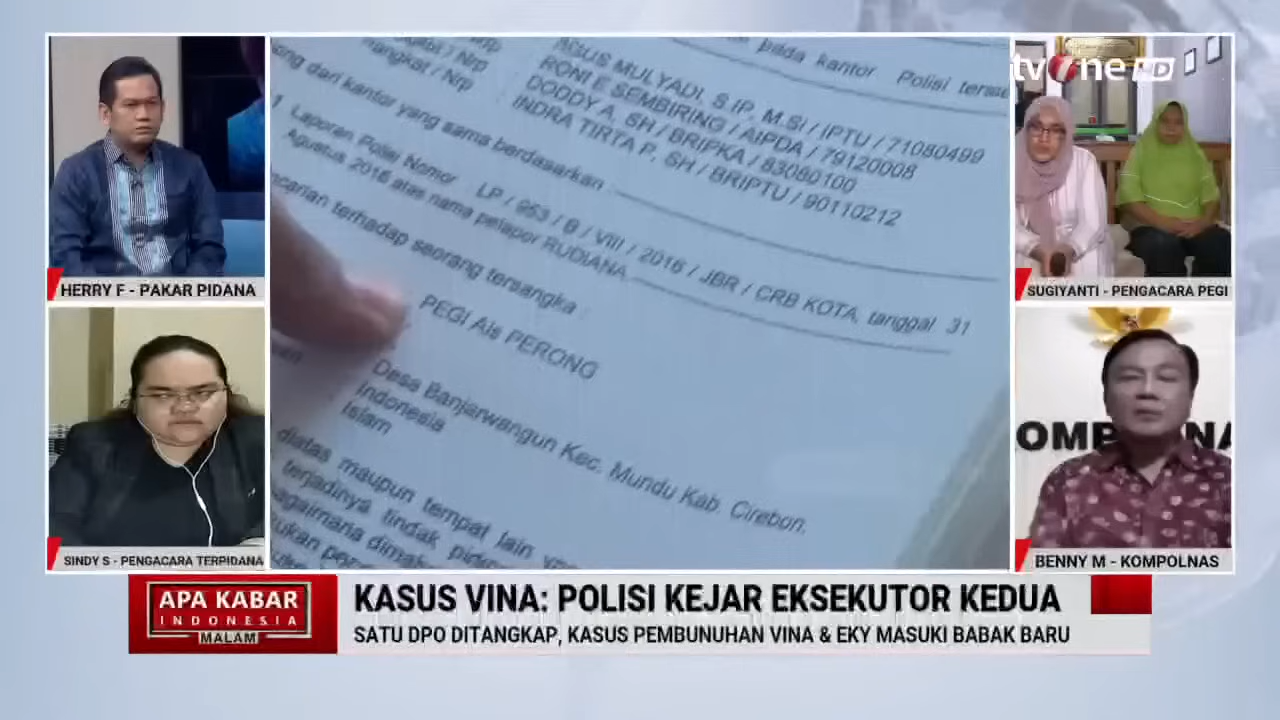 pada kantor Polisi
tvOne HD
AGUS MULYADI, S.IP, M.Si / IPTU / 71080499
RONI E SEMBIRING / AIPDA / 79120008
DODDY A. SH / BRIPKA / 83080100
INDRA TIRTA P, SH / BRIPTU / 90110212
/ Nrp
/ Nrp
dari kantor yang sama berdasarkan
Laporan Polisi Nomor LP / 953 / B / VIII / 2016 / JBR / CRB KOTA, tanggal 31
Agustus 2016 atas nama pelapor RUDIANA
terhadap seorang tersangka :
PEGI Als PERONG
Desa Banjarwangun Kec. Mundu Kab. Cirebon.
Indonesia
Islam
diatas maupun tempat lain
terjadinya tindak
HERRY F - PAKAR PIDANA
SUGIYANTI - PENGACARA PEGI
SINDY S - PENGACARA TERPIDANA
BENNY M - KOMPOLNAS
APA KABAR
INDONESIA
MALAM
KASUS VINA: POLISI KEJAR EKSEKUTOR KEDUA
SATU DPO DITANGKAP, KASUS PEMBUNUHAN VINA & EKY MASUKI BABAK BARU